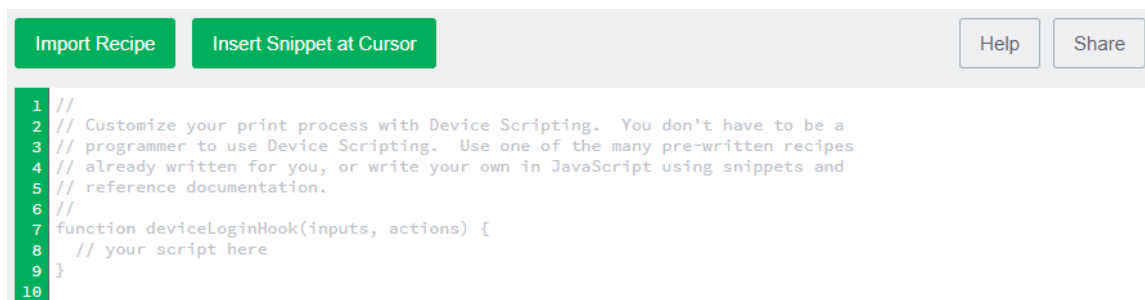 Import Recipe Insert Snippet at Cursor Help Share
1 //
2 // Customize your print process with Device Scripting.  You don't have to be a
3 // programmer to use Device Scripting.  Use one of the many pre-written recipes
4 // already written for you, or write your own in JavaScript using snippets and
5 // reference documentation.
6 //
7 function deviceLoginHook(inputs, actions) {
8   // your script here
9 }
10